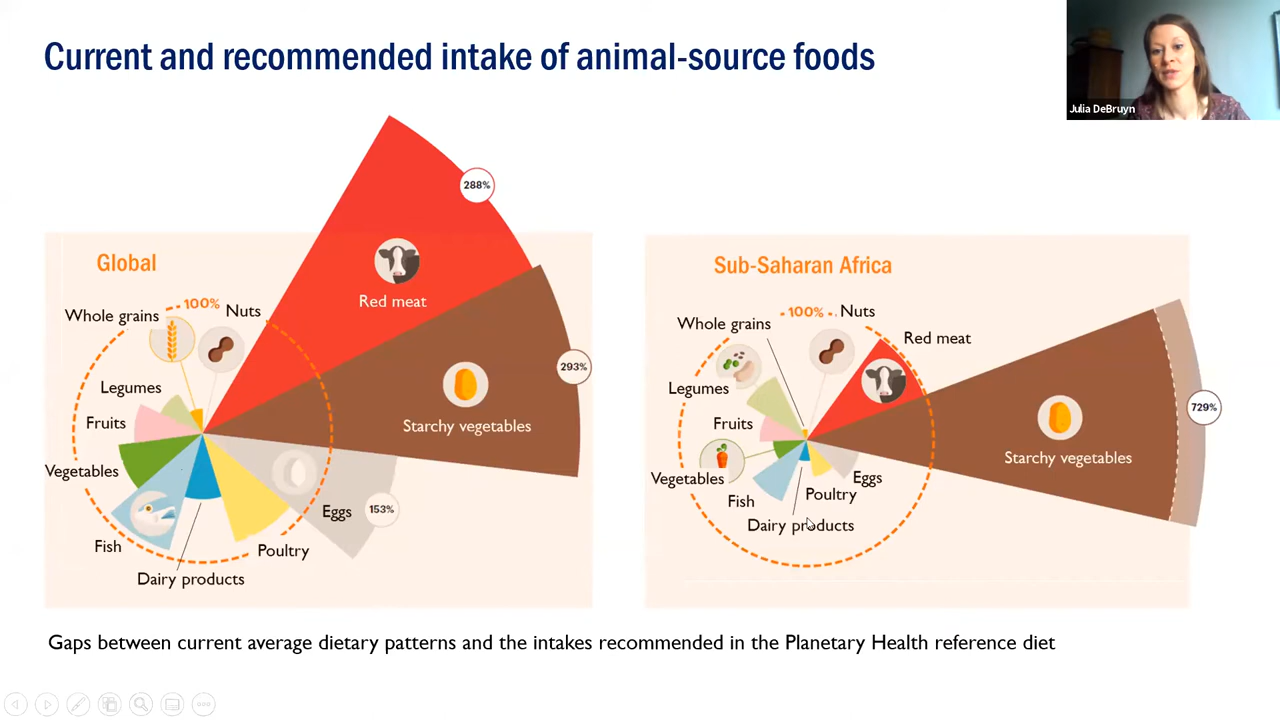 Current and recommended intake of animal-source foods
Julia DeBruyn
Global
288%
Red meat
293%
Starchy vegetables
100%
Nuts
Whole grains
Legumes
Fruits
Vegetables
Fish
Dairy products
Poultry
Eggs
153%
Sub-Saharan Africa
100%
Nuts
Whole grains
Red meat
Legumes
Fruits
Vegetables
Fish
Dairy products
Poultry
Eggs
Starchy vegetables
729%
Gaps between current average dietary patterns and the intakes recommended in the Planetary Health reference diet